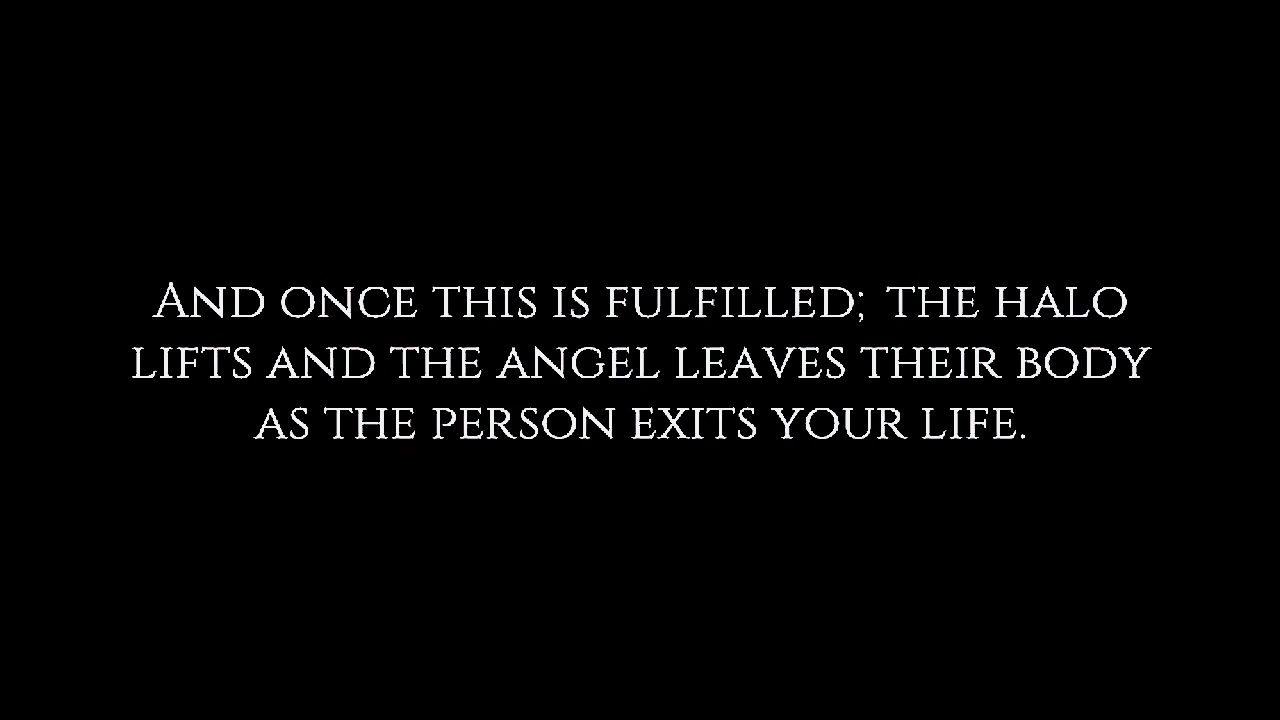 And once this is fulfilled; the halo
lifts and the angel leaves their body
as the person exits your life.